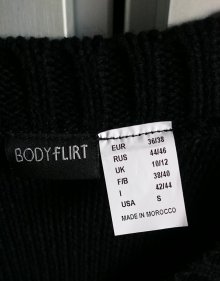 BODYFLIRT
EUR 36/38
RUS 44/46
UK 10/12
F/B 38/40
I 42/44
USA S
MADE IN MOROCCO